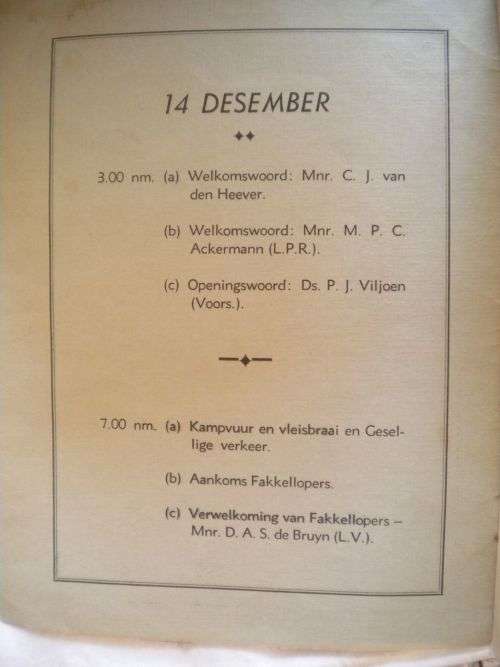 14 DESEMBER
3.00 nm. (a) Welkomswoord: Mnr. C. J. van
den Heever.
(b) Welkomswoord: Mnr. M. P. C.
Ackermann (L.P.R.).
(c) Openingswoord: Ds. P. J. Viljoen
(Voors.).
7.00 nm. (a) Kampvuur en vleisbraai en Gesel-
lige verkeer.
(b) Aankoms Fakkellopers.
(c) Verwelkoming van Fakkellopers —
Mnr. D. A. S. de Bruyn (L.V.).